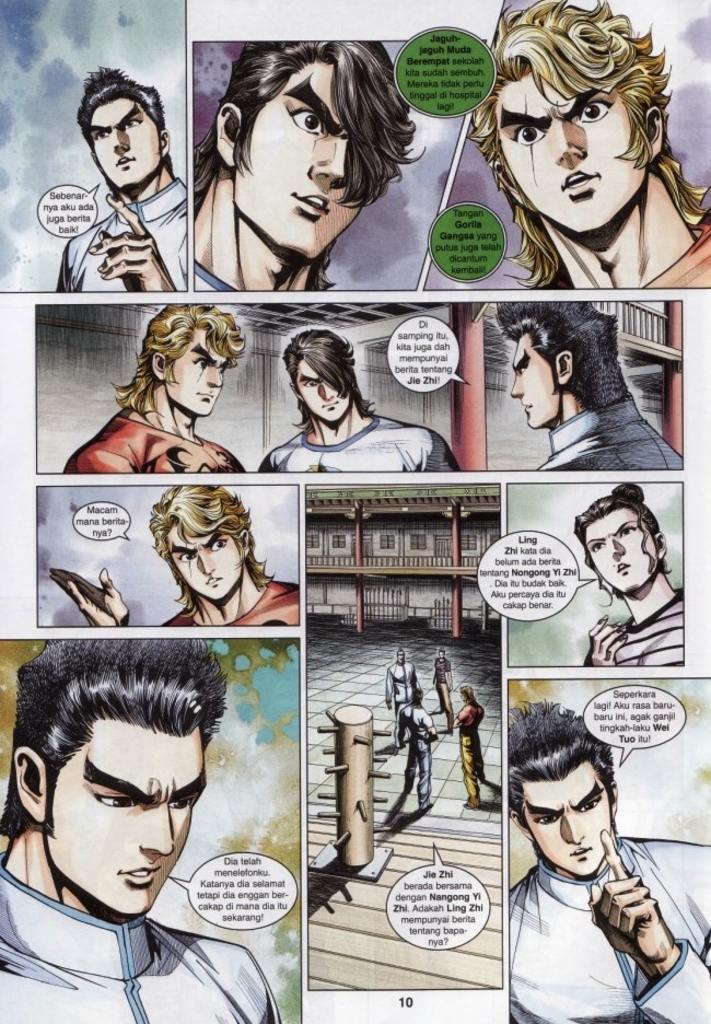 Sebenar-
nya aku ada
juga berita
baik!
Jaguh-
jaguh Muda
Berempat sekolah
kita sudah sembuh.
Mereka tidak perlu
tinggal di hospital
lagi!
Tangan
Gorila
Gangsa yang
putus juga telah
dicantum
kembali!
Di
samping itu,
kita juga dah
mempunyai
berita tentang
Jie Zhi!
Macam
mana berita-
nya?
Ling
Zhi kata dia
belum ada berita
tentang Nongong Yi Zhi
. Dia itu budak baik.
Aku percaya dia itu
cakap benar.
Dia telah
menelefonku.
Katanya dia selamat
tetapi dia enggan ber-
cakap di mana dia itu
sekarang!
Jie Zhi
berada bersama
dengan Nangong Yi
Zhi. Adakah Ling Zhi
mempunyai berita
tentang bapa-
nya?
Seperkara
lagi! Aku rasa baru-
baru ini, agak ganjil
tingkah-laku Wei
Tuo itu!
10